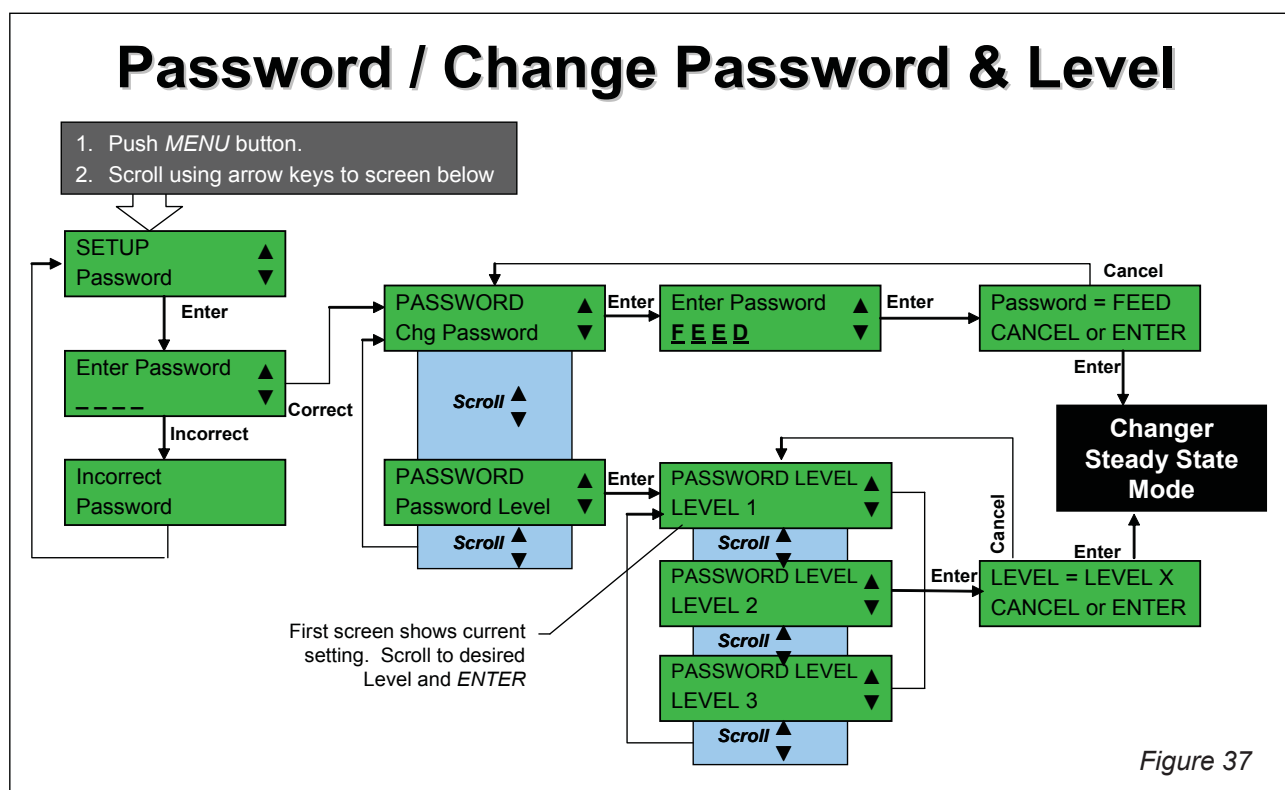 Password / Change Password & Level
1. Push MENU button.
2. Scroll using arrow keys to screen below
SETUP
Password
Enter
Enter Password
_ _ _ _
Correct
Incorrect
Incorrect
Password
PASSWORD
Chg Password
Enter
Enter Password
F E E D
Enter
Cancel
Password = FEED
CANCEL or ENTER
Enter
Scroll
PASSWORD
Password Level
Enter
Scroll
PASSWORD LEVEL
LEVEL 1
Scroll
PASSWORD LEVEL
LEVEL 2
Scroll
PASSWORD LEVEL
LEVEL 3
Scroll
Enter
Cancel
LEVEL = LEVEL X
CANCEL or ENTER
Enter
Changer
Steady State
Mode
First screen shows current
setting. Scroll to desired
Level and ENTER
Figure 37